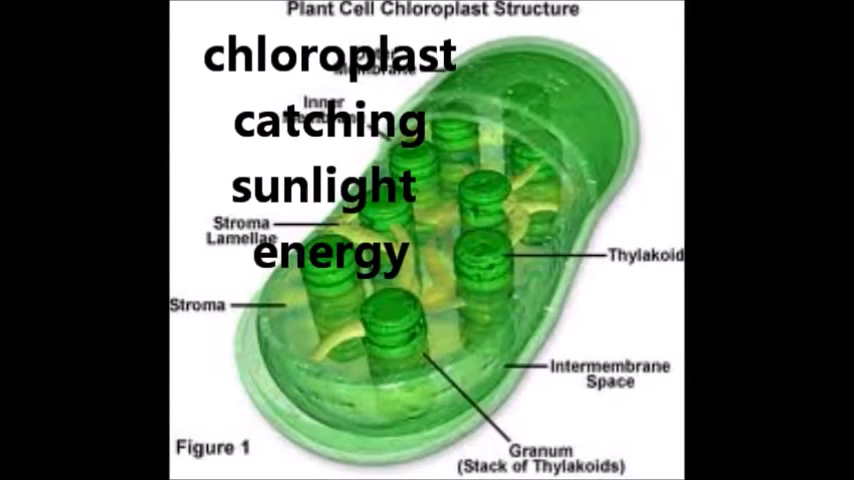 Plant Cell Chloroplast Structure
chloroplast
Membrane
Inner
catching
sunlight
Stroma
Lamellae
energy
Thylakoid
Stroma
Intermembrane
Space
Figure 1
Granum
(Stack of Thylakoids)